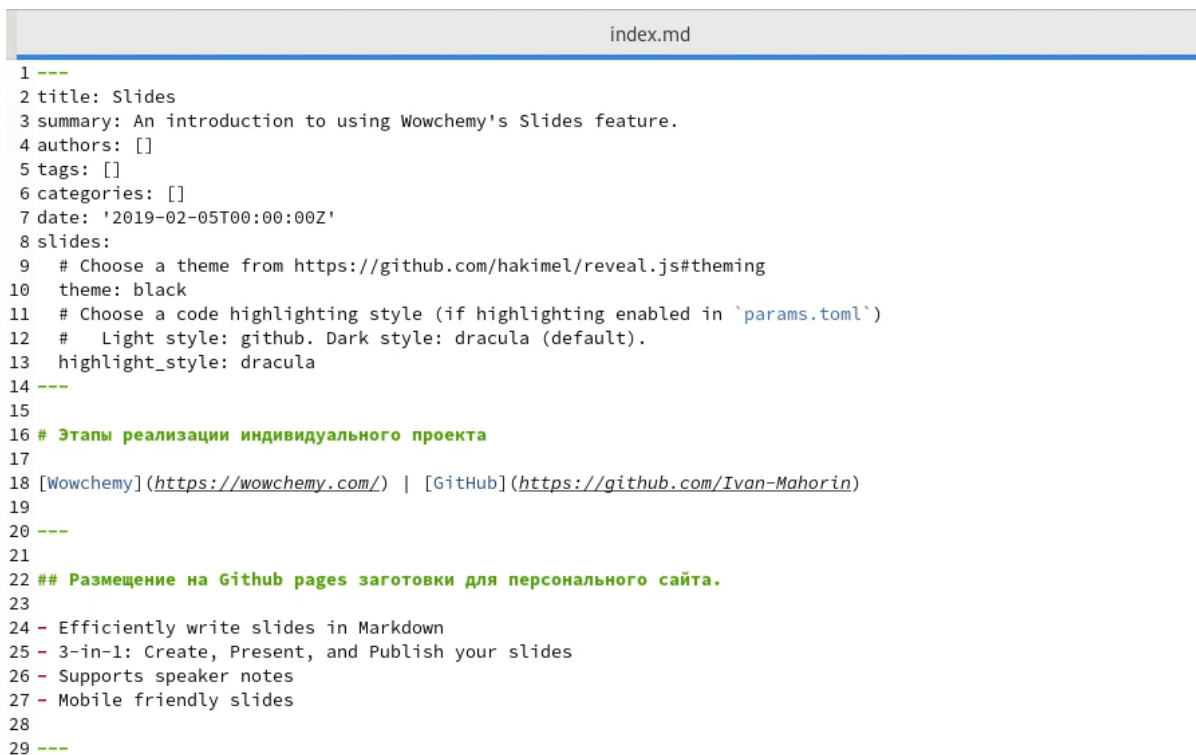 index.md
1 ---
2 title: Slides
3 summary: An introduction to using Wowchemy's Slides feature.
4 authors: []
5 tags: []
6 categories: []
7 date: '2019-02-05T00:00:00Z'
8 slides:
9   # Choose a theme from https://github.com/hakimel/reveal.js#theming
10   theme: black
11   # Choose a code highlighting style (if highlighting enabled in `params.toml`)
12   #   Light style: github. Dark style: dracula (default).
13   highlight_style: dracula
14 ---
15
16 # Этапы реализации индивидуального проекта
17
18 [Wowchemy](https://wowchemy.com/) | [GitHub](https://github.com/Ivan-Mahorin)
19
20 ---
21
22 ## Размещение на Github pages заготовки для персонального сайта.
23
24 - Efficiently write slides in Markdown
25 - 3-in-1: Create, Present, and Publish your slides
26 - Supports speaker notes
27 - Mobile friendly slides
28
29 ---